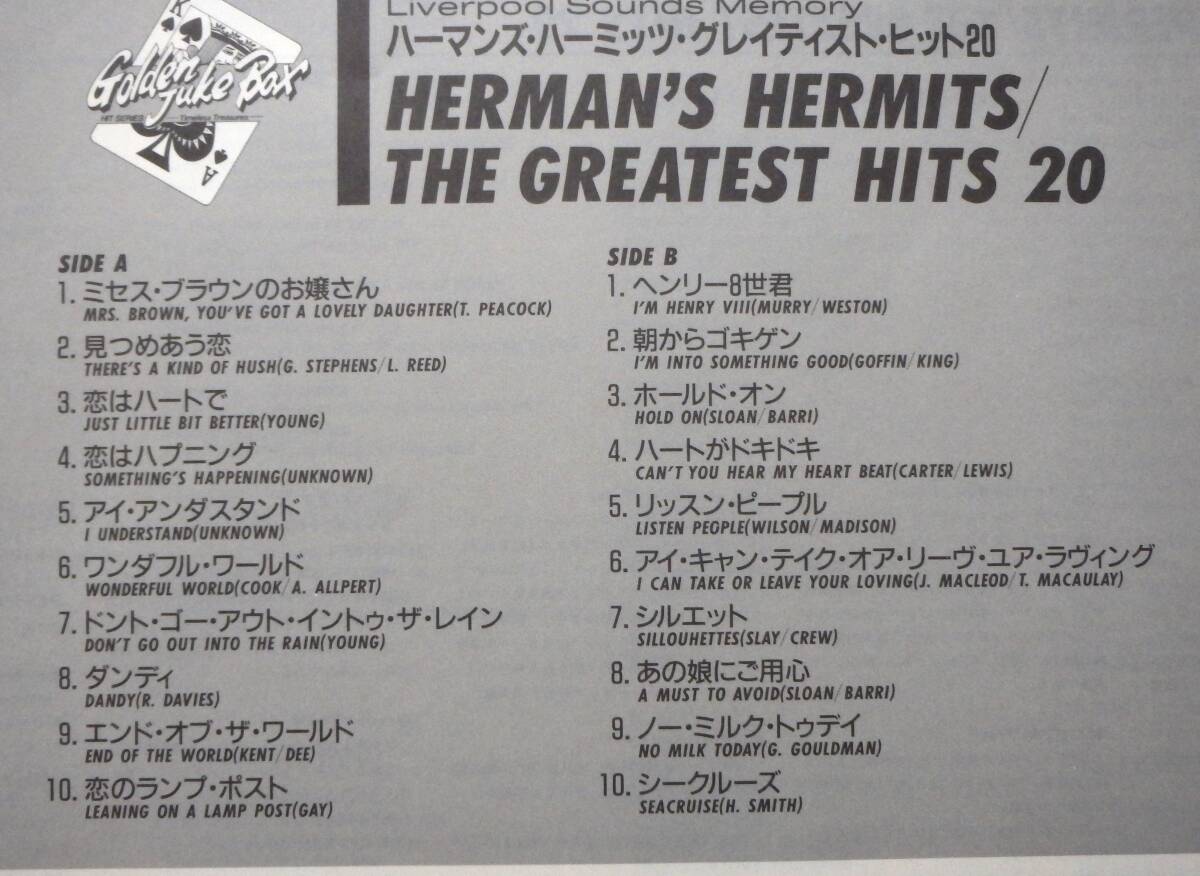 Liverpool Sounds Memory
ハーマンズ・ハーミッツ・グレイティスト・ヒット20
HERMAN'S HERMITS/
THE GREATEST HITS 20
K
Golden
Juke Box
HIT SERIES Timeless Treasures
A
SIDE A
1. ミセス・ブラウンのお嬢さん
MRS. BROWN, YOU'VE GOT A LOVELY DAUGHTER(T. PEACOCK)
2. 見つめあう恋
THERE'S A KIND OF HUSH(G. STEPHENS/L. REED)
3. 恋はハートで
JUST LITTLE BIT BETTER(YOUNG)
4. 恋はハプニング
SOMETHING'S HAPPENING(UNKNOWN)
5. アイ・アンダスタンド
I UNDERSTAND(UNKNOWN)
6. ワンダフル・ワールド
WONDERFUL WORLD(COOK/A. ALLPERT)
7. ドント・ゴー・アウト・イントゥ・ザ・レイン
DON'T GO OUT INTO THE RAIN(YOUNG)
8. ダンディ
DANDY(R. DAVIES)
9. エンド・オブ・ザ・ワールド
END OF THE WORLD(KENT/DEE)
10. 恋のランプ・ポスト
LEANING ON A LAMP POST(GAY)
SIDE B
1. ヘンリー8世君
I'M HENRY VIII(MURRY/WESTON)
2. 朝からゴキゲン
I'M INTO SOMETHING GOOD(GOFFIN/KING)
3. ホールド・オン
HOLD ON(SLOAN/BARRI)
4. ハートがドキドキ
CAN'T YOU HEAR MY HEART BEAT(CARTER/LEWIS)
5. リッスン・ピープル
LISTEN PEOPLE(WILSON/MADISON)
6. アイ・キャン・テイク・オア・リーヴ・ユア・ラヴィング
I CAN TAKE OR LEAVE YOUR LOVING(J. MACLEOD/T. MACAULAY)
7. シルエット
SILLOUHETTES(SLAY/CREW)
8. あの娘にご用心
A MUST TO AVOID(SLOAN/BARRI)
9. ノー・ミルク・トゥデイ
NO MILK TODAY(G. GOULDMAN)
10. シークルーズ
SEACRUISE(H. SMITH)